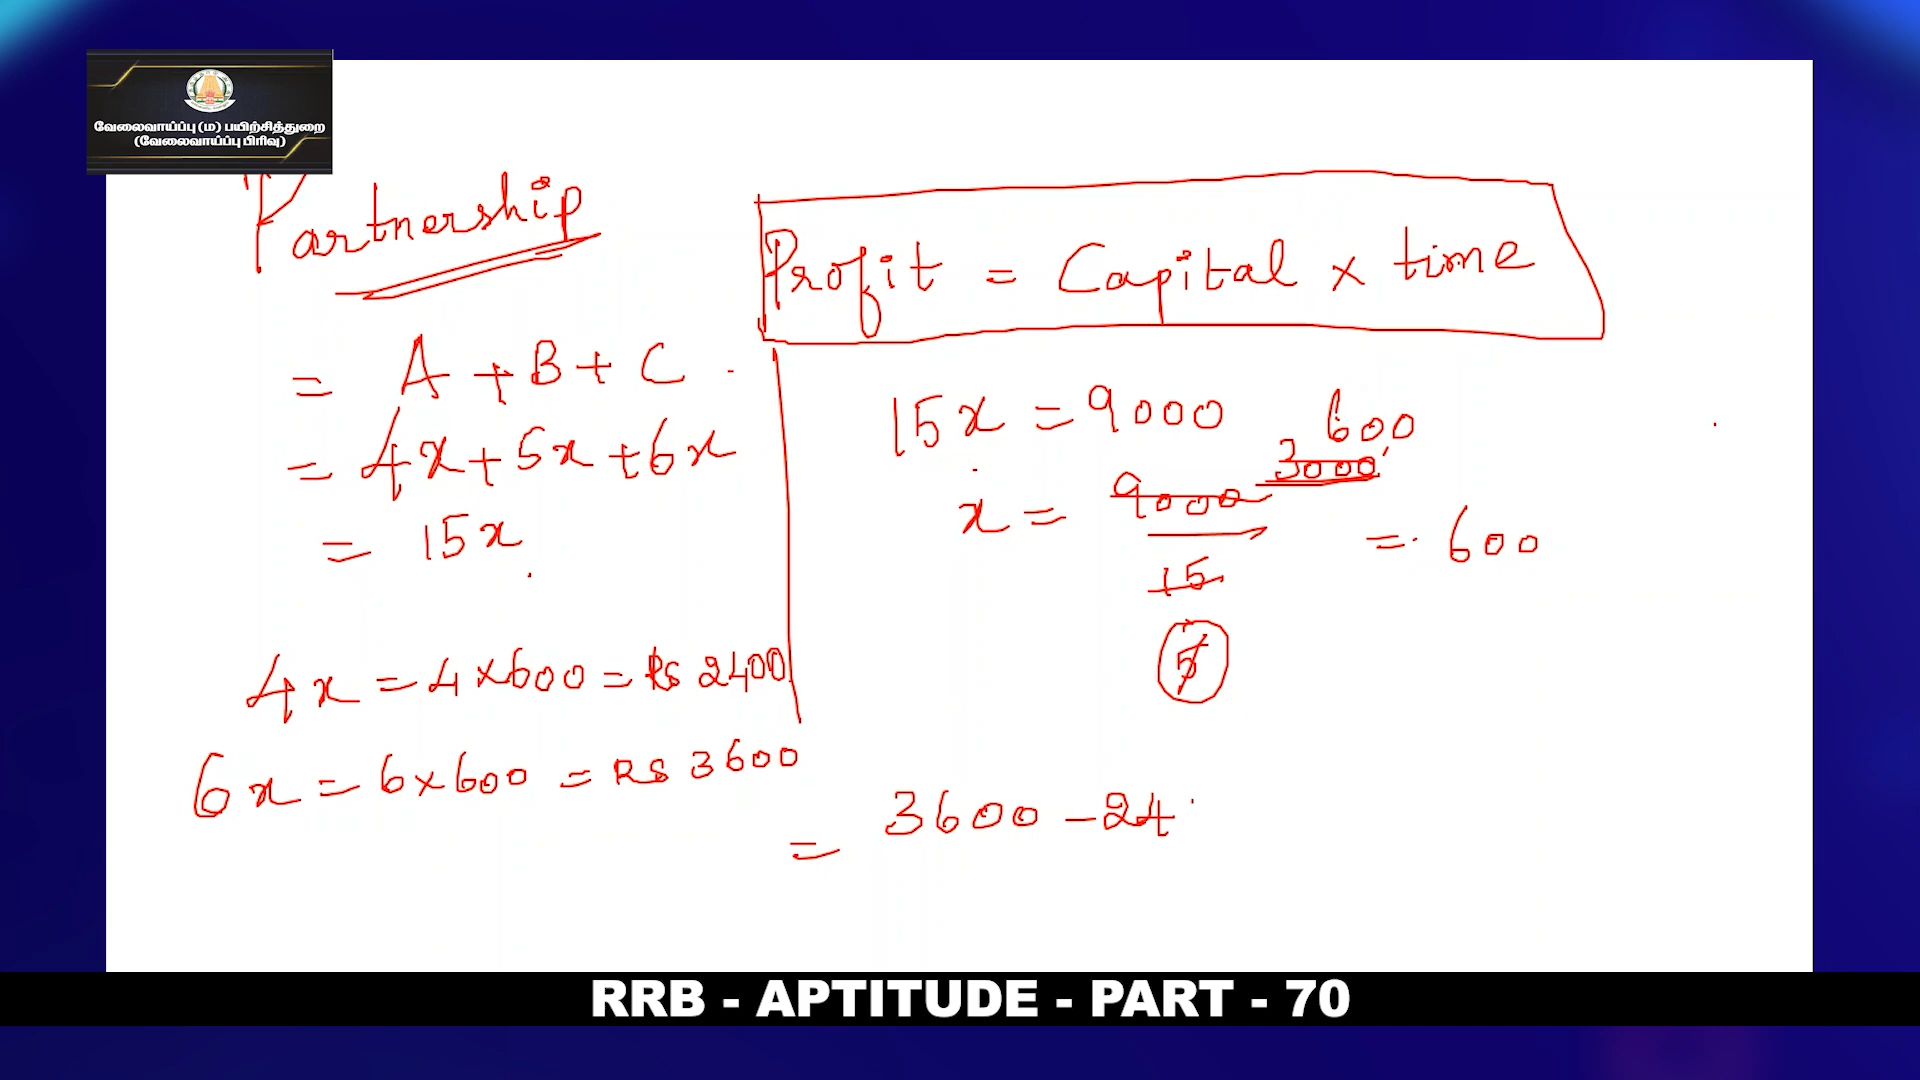 வேலைவாய்ப்பு (ம) பயிற்சித்துறை
(வேலைவாய்ப்பு பிரிவு)
Partnership
Profit = Capital × time
= A + B + C
= 4x + 5x + 6x
= 15x
15x = 9000
600
3000
x = 9000
15
= 600
5
4x = 4 × 600 = Rs 2400
6x = 6 × 600 = Rs 3600
= 3600 - 24
RRB - APTITUDE - PART - 70